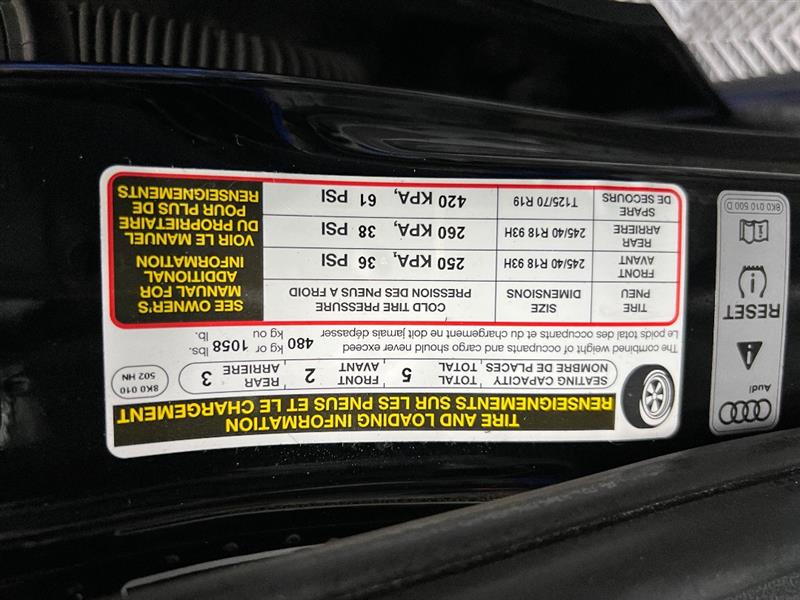 TIRE AND LOADING INFORMATION
RENSEIGNEMENTS SUR LES PNEUS ET LE CHARGEMENT
SEATING CAPACITY TOTAL 5 FRONT 2 REAR 3
NOMBRE DE PLACES TOTAL AVANT ARRIERE
8K0 010
502 HN
The combined weight of occupants and cargo should never exceed 480 kg or 1058 lbs.
Le poids total des occupants et du chargement ne doit jamais dépasser kg ou lb.
TIRE SIZE COLD TIRE PRESSURE
PNEU DIMENSIONS PRESSION DES PNEUS A FROID
FRONT
AVANT 245/40 R18 93H 250 KPA, 36 PSI
REAR
ARRIERE 245/40 R18 93H 260 KPA, 38 PSI
SPARE
DE SECOURS T125/70 R19 420 KPA, 61 PSI
SEE OWNER'S
MANUAL FOR
ADDITIONAL
INFORMATION
VOIR LE MANUEL
DU PROPRIETAIRE
POUR PLUS DE
RENSEIGNEMENTS
Audi
RESET
8K0 010 500 D